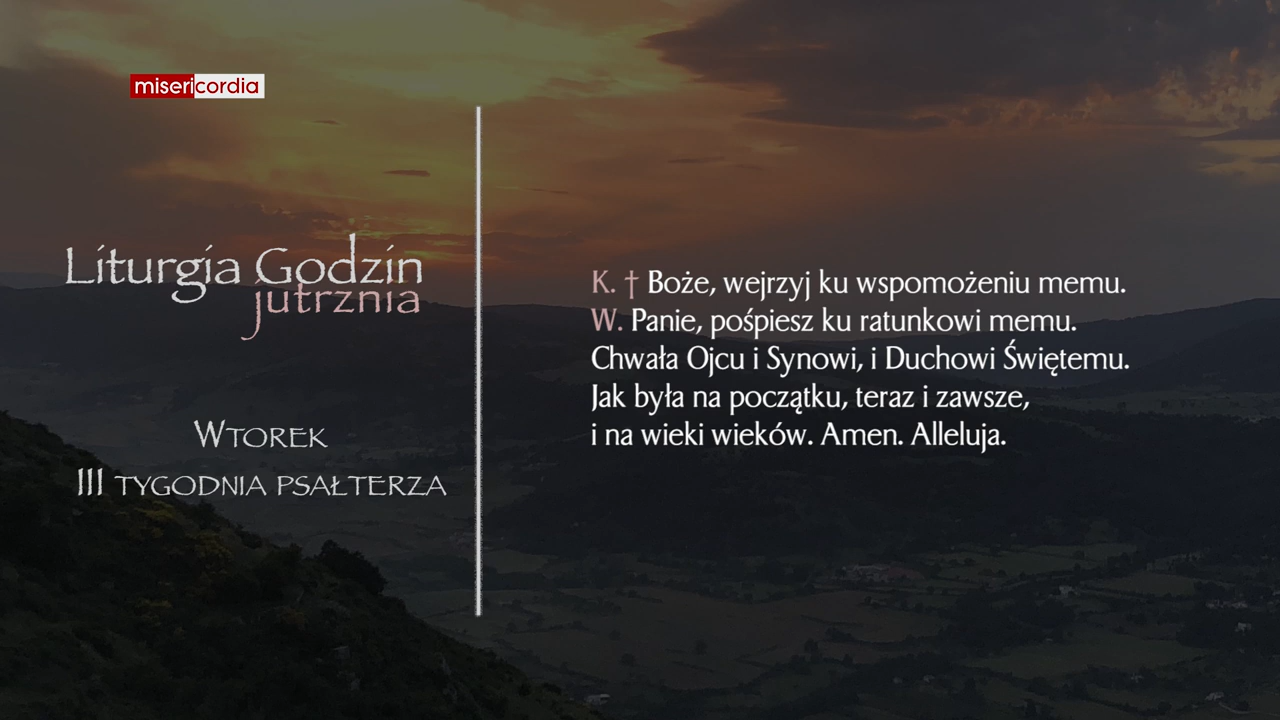 misericordia
Liturgia Godzin
jutrznia
Wtorek
III tygodnia psałterza
K. † Boże, wejrzyj ku wspomożeniu memu.
W. Panie, pośpiesz ku ratunkowi memu.
Chwała Ojcu i Synowi, i Duchowi Świętemu.
Jak była na początku, teraz i zawsze,
i na wieki wieków. Amen. Alleluja.